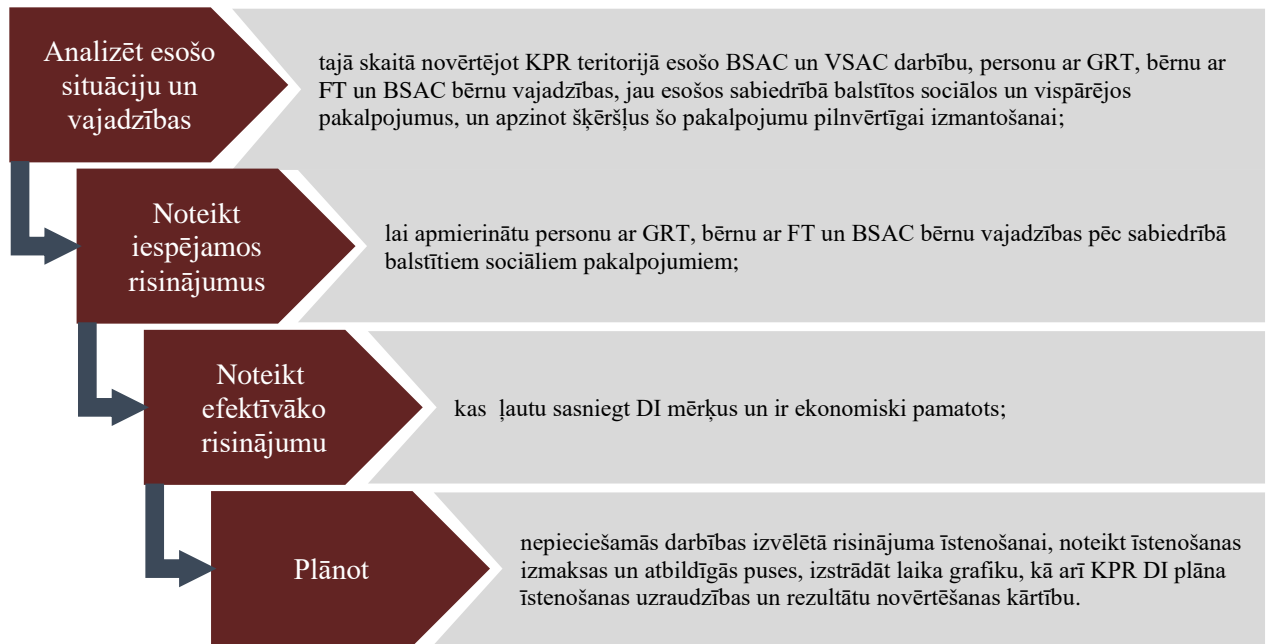 Analizēt esošo
situāciju un
vajadzības
tajā skaitā novērtējot KPR teritorijā esošo BSAC un VSAC darbību, personu ar GRT, bērnu ar
FT un BSAC bērnu vajadzības, jau esošos sabiedrībā balstītos sociālos un vispārējos
pakalpojumus, un apzinot šķēršļus šo pakalpojumu pilnvērtīgai izmantošanai;
Noteikt
iespējamos
risinājumus
lai apmierinātu personu ar GRT, bērnu ar FT un BSAC bērnu vajadzības pēc sabiedrībā
balstītiem sociāliem pakalpojumiem;
Noteikt
efektīvāko
risinājumu
kas ļautu sasniegt DI mērķus un ir ekonomiski pamatots;
Plānot
nepieciešamās darbības izvēlētā risinājuma īstenošanai, noteikt īstenošanas
izmaksas un atbildīgās puses, izstrādāt laika grafiku, kā arī KPR DI plāna
īstenošanas uzraudzības un rezultātu novērtēšanas kārtību.